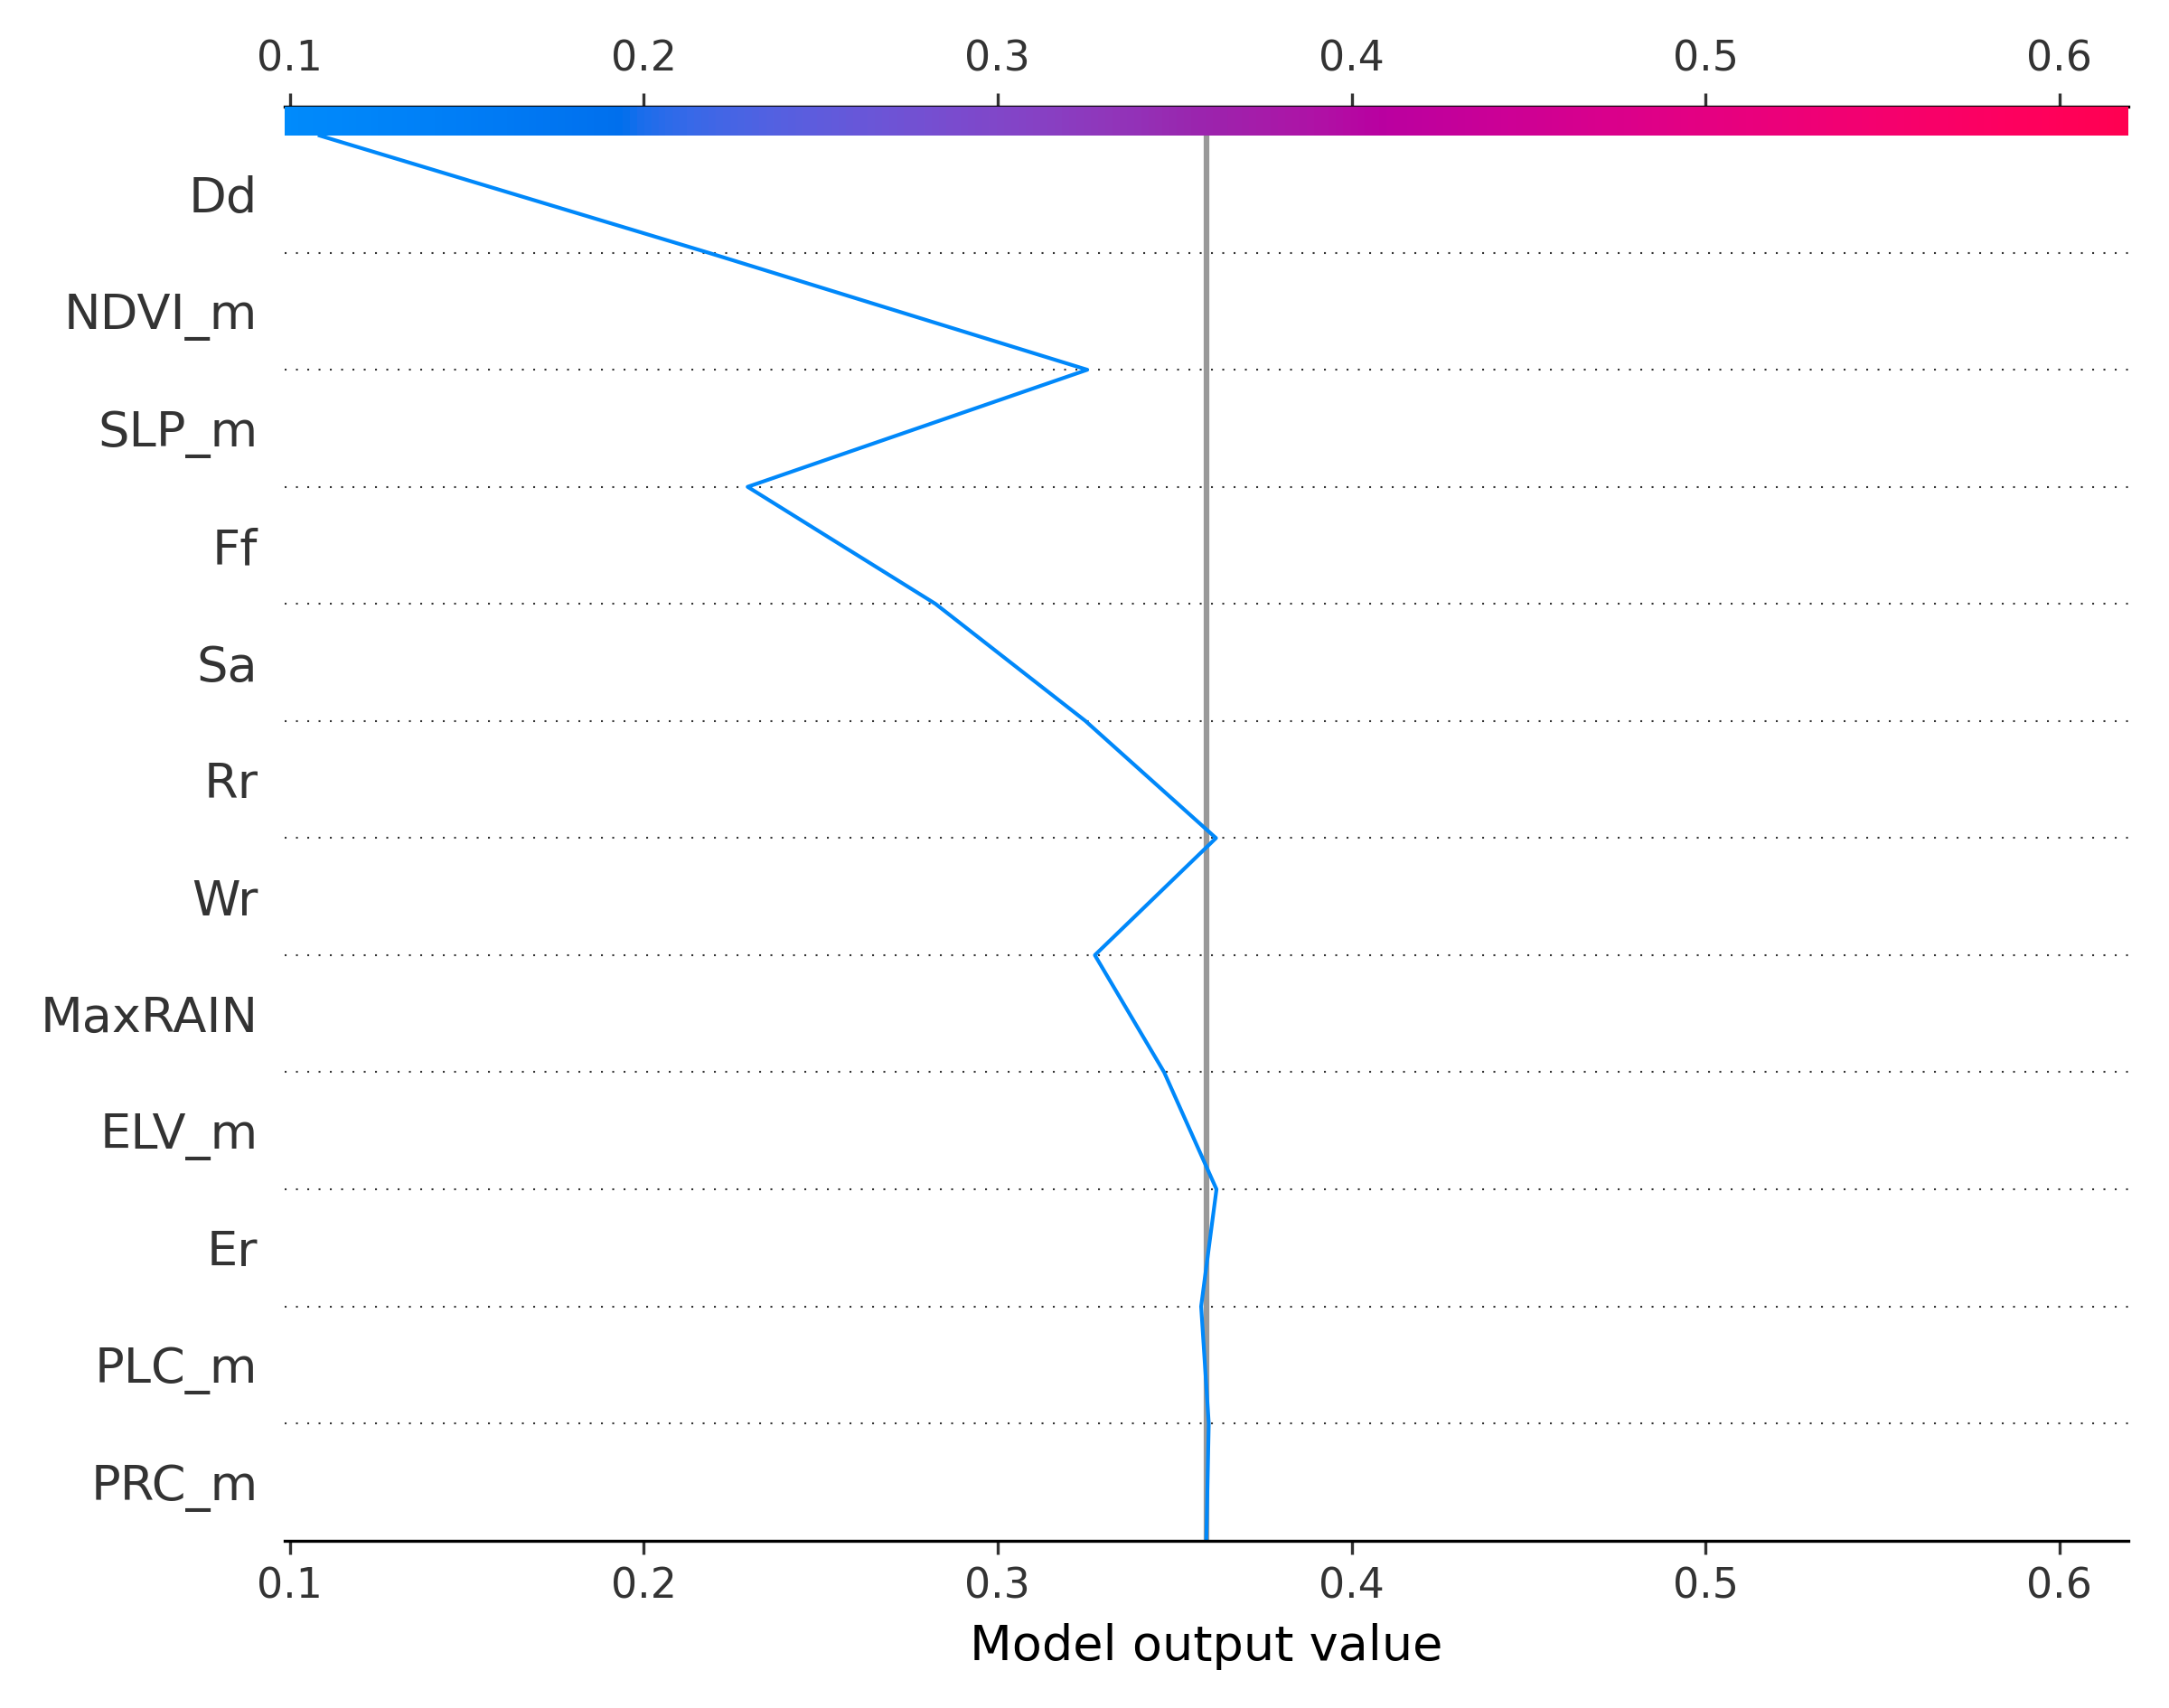 0.1 0.2 0.3 0.4 0.5 0.6
Dd
NDVI_m
SLP_m
Ff
Sa
Rr
Wr
MaxRAIN
ELV_m
Er
PLC_m
PRC_m
0.1 0.2 0.3 0.4 0.5 0.6
Model output value